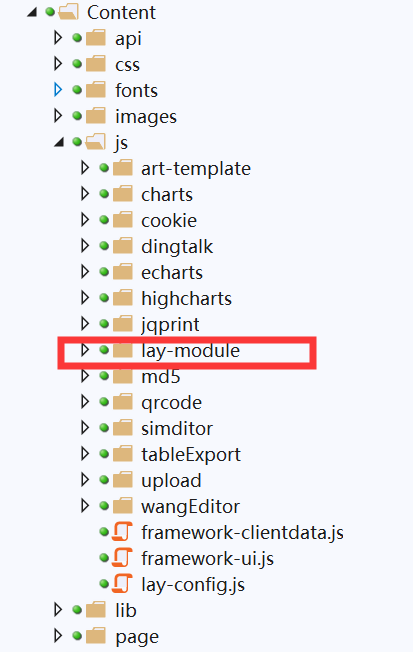 Content
api
css
fonts
images
js
art-template
charts
cookie
dingtalk
echarts
highcharts
jqprint
lay-module
md5
qrcode
simditor
tableExport
upload
wangEditor
framework-clientdata.js
framework-ui.js
lay-config.js
lib
page